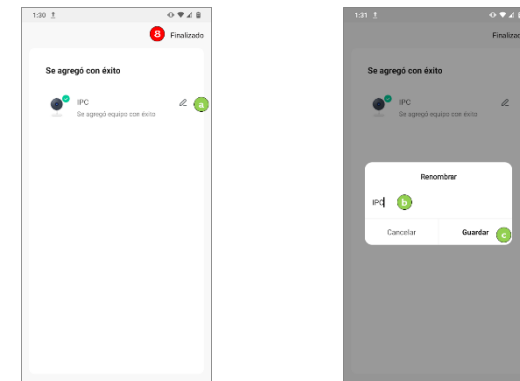 1:30
8 Finalizado
Se agregó con éxito
IPC
Se agregó equipo con éxito
a
1:31
Finalizado
Se agregó con éxito
IPC
Se agregó equipo con éxito
Renombrar
IPC
b
Cancelar
Guardar
c